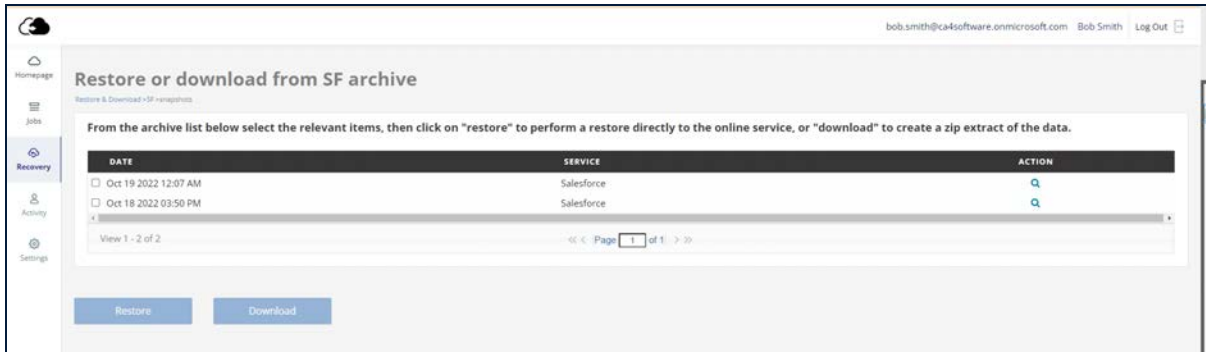 bob.smith@ca4software.onmicrosoft.com Bob Smith Log Out
Homepage
Jobs
Recovery
Activity
Settings
Restore or download from SF archive
Restore & Download >SF >snapshots
From the archive list below select the relevant items, then click on "restore" to perform a restore directly to the online service, or "download" to create a zip extract of the data.
DATE SERVICE ACTION
Oct 19 2022 12:07 AM Salesforce
Oct 18 2022 03:50 PM Salesforce
View 1 - 2 of 2 Page 1 of 1
Restore Download